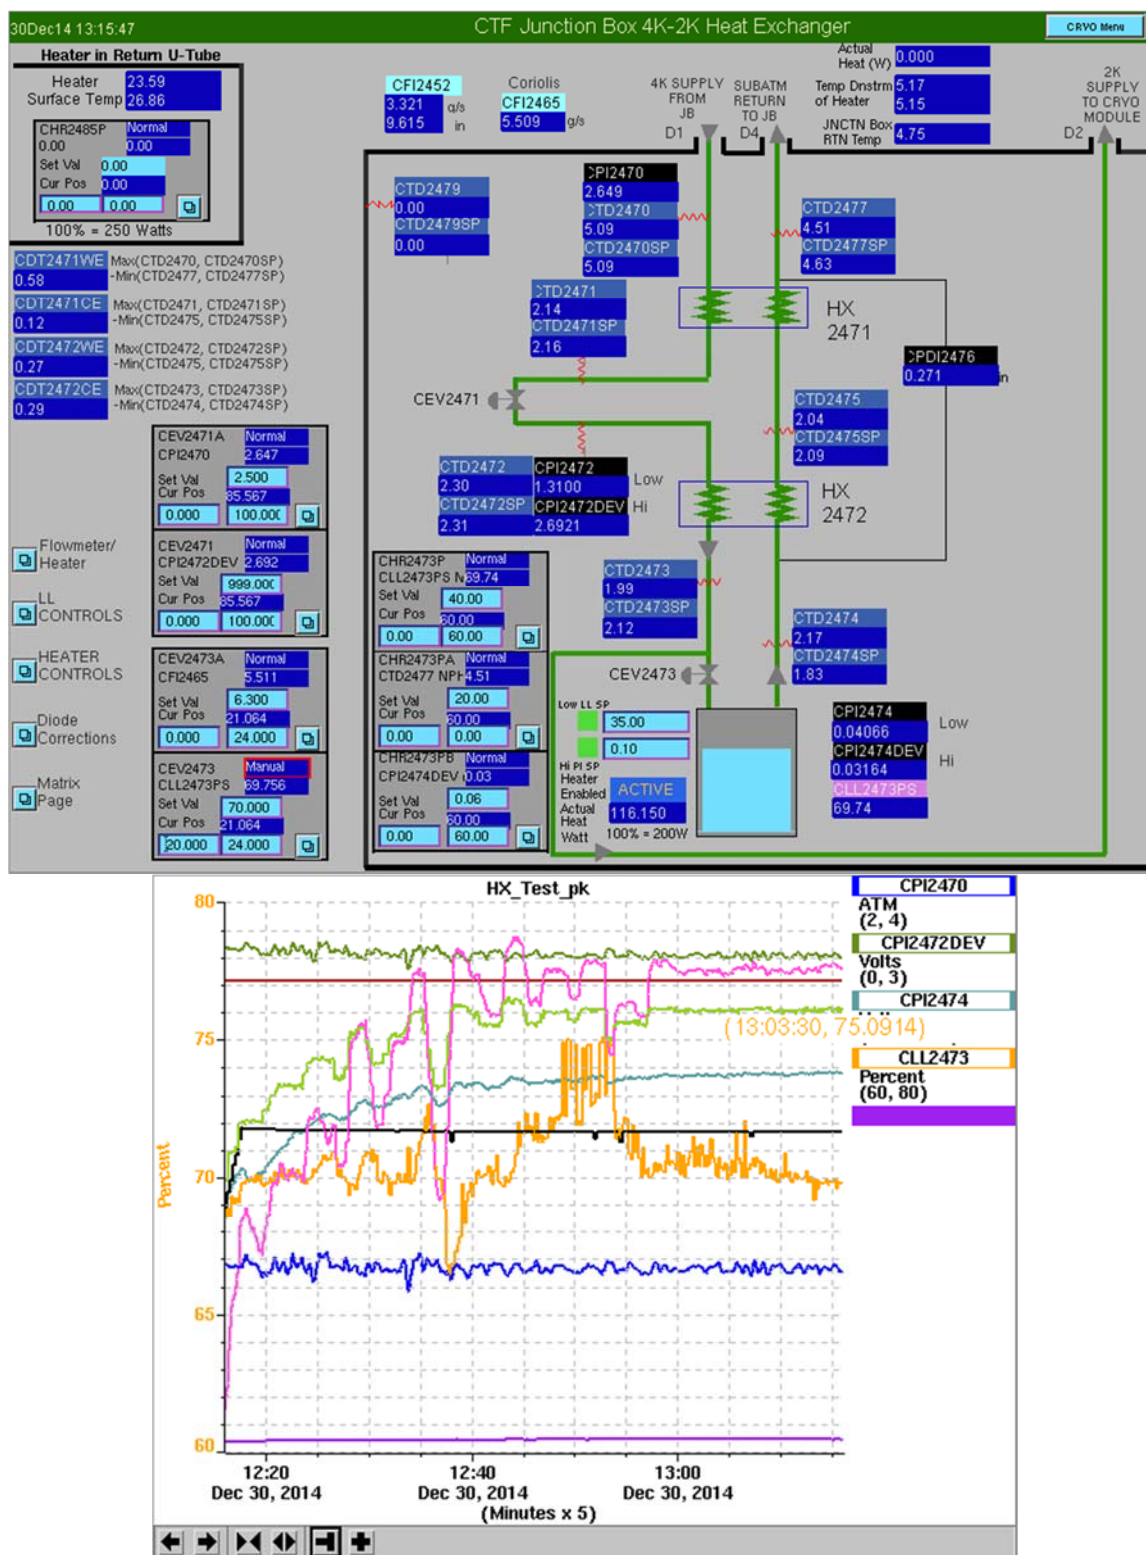 30Dec14 13:15:47
CTF Junction Box 4K-2K Heat Exchanger
CRYO Menu
Heater in Return U-Tube
Heater 23.59
Surface Temp 26.86
CHR2485P Normal
0.00 0.00
Set Val 0.00
Cur Pos 0.00
0.00 0.00
100% = 250 Watts
CFI2452
3.321 g/s
9.615 in
Coriolis
CFI2465
5.509 g/s
4K SUPPLY
FROM
JB
D1
SUBATM
RETURN
TO JB
D4
Actual
Heat (W) 0.000
Temp Dnstrm 5.17
of Heater 5.15
JNCTN Box
RTN Temp 4.75
2K
SUPPLY
TO CRYO
MODULE
D2
CDT2471WE Max(CTD2470, CTD2470SP)
0.58 -Min(CTD2477, CTD2477SP)
CDT2471CE Max(CTD2471, CTD2471SP)
0.12 -Min(CTD2475, CTD2475SP)
CDT2472WE Max(CTD2472, CTD2472SP)
0.27 -Min(CTD2475, CTD2475SP)
CDT2472CE Max(CTD2473, CTD2473SP)
0.29 -Min(CTD2474, CTD2474SP)
CTD2479
0.00
CTD2479SP
0.00
CPI2470
2.649
CTD2470
5.09
CTD2470SP
5.09
CTD2477
4.51
CTD2477SP
4.63
CTD2471
2.14
CTD2471SP
2.16
HX
2471
CPDI2476
0.271 in
CEV2471
CTD2475
2.04
CTD2475SP
2.09
CTD2472 CPI2472
2.30 1.3100 Low
CTD2472SP CPI2472DEV Hi
2.31 2.6921
HX
2472
CEV2471A Normal
CPI2470 2.647
Set Val 2.500
Cur Pos 85.567
0.000 100.000
CEV2471 Normal
CPI2472DEV 2.692
Set Val 999.000
Cur Pos 85.567
0.000 100.000
CEV2473A Normal
CFI2465 5.511
Set Val 6.300
Cur Pos 21.064
0.000 24.000
CEV2473 Manual
CLL2473PS 69.756
Set Val 70.000
Cur Pos 21.064
20.000 24.000
Flowmeter/
Heater
LL
CONTROLS
HEATER
CONTROLS
Diode
Corrections
Matrix
Page
CHR2473P Normal
CLL2473PS N 69.74
Set Val 40.00
Cur Pos 60.00
0.00 60.00
CHR2473PA Normal
CTD2477 NPH 4.51
Set Val 20.00
Cur Pos 60.00
60.00 0.00
CHR2473PB Normal
CPI2474DEV 0.03
Set Val 0.06
Cur Pos 60.00
0.00 60.00
CTD2473
1.99
CTD2473SP
2.12
CTD2474
2.17
CTD2474SP
1.83
CEV2473
Low LL SP
35.00
0.10
Hi PI SP
Heater
Enabled ACTIVE
Actual
Heat 116.150
Watt 100% = 200W
CPI2474
0.04066 Low
CPI2474DEV
0.03164 Hi
CLL2473PS
69.74
HX_Test_pk
80
75
70
65
60
Percent
(13:03:30, 75.0914)
12:20
Dec 30, 2014
12:40
Dec 30, 2014
13:00
Dec 30, 2014
(Minutes x 5)
CPI2470
ATM
(2, 4)
CPI2472DEV
Volts
(0, 3)
CPI2474
CLL2473
Percent
(60, 80)